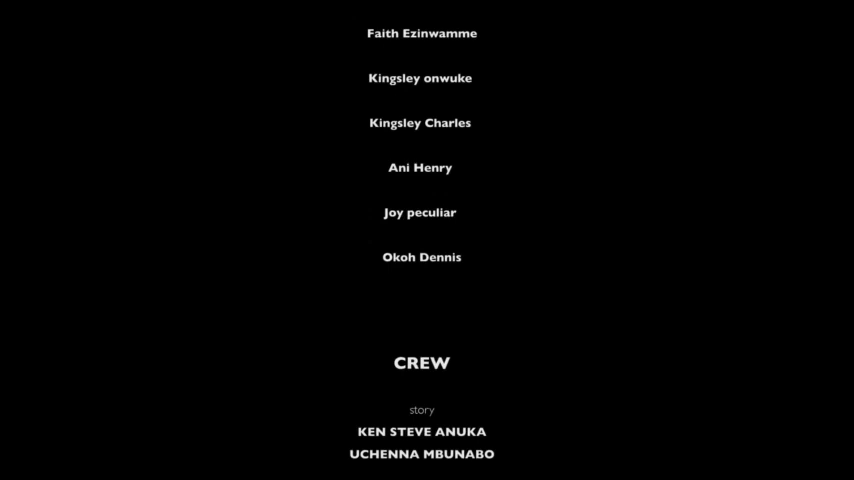 Faith Ezinwamme
Kingsley onwuke
Kingsley Charles
Ani Henry
Joy peculiar
Okoh Dennis
CREW
story
KEN STEVE ANUKA
UCHENNA MBUNABO